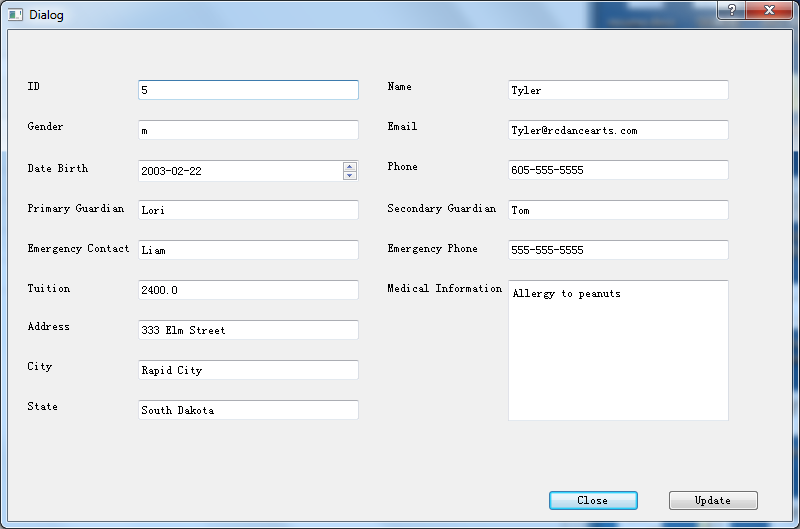 Dialog
ID 5 Name Tyler
Gender m Email Tyler@rcdancearts.com
Date Birth 2003-02-22 Phone 605-555-5555
Primary Guardian Lori Secondary Guardian Tom
Emergency Contact Liam Emergency Phone 555-555-5555
Tuition 2400.0 Medical Information Allergy to peanuts
Address 333 Elm Street
City Rapid City
State South Dakota
Close Update